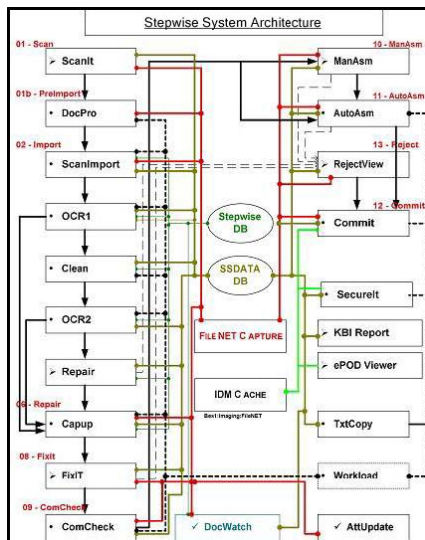 Stepwise System Architecture
01 - Scan
ScanIt
01b - PreImport
DocPro
02 - Import
ScanImport
OCR1
Clean
OCR2
Repair
06 - Repair
Capup
08 - FixIt
FixIT
09 - ComCheck
ComCheck
Stepwise
DB
SSDATA
DB
FILENET CAPTURE
IDM CACHE
Best:Imaging:FileNET
DocWatch
10 - ManAsm
ManAsm
11 - AutoAsm
AutoAsm
13 - Reject
RejectView
12 - Commit
Commit
SecureIt
KBI Report
ePOD Viewer
TxtCopy
Workload
AttUpdate